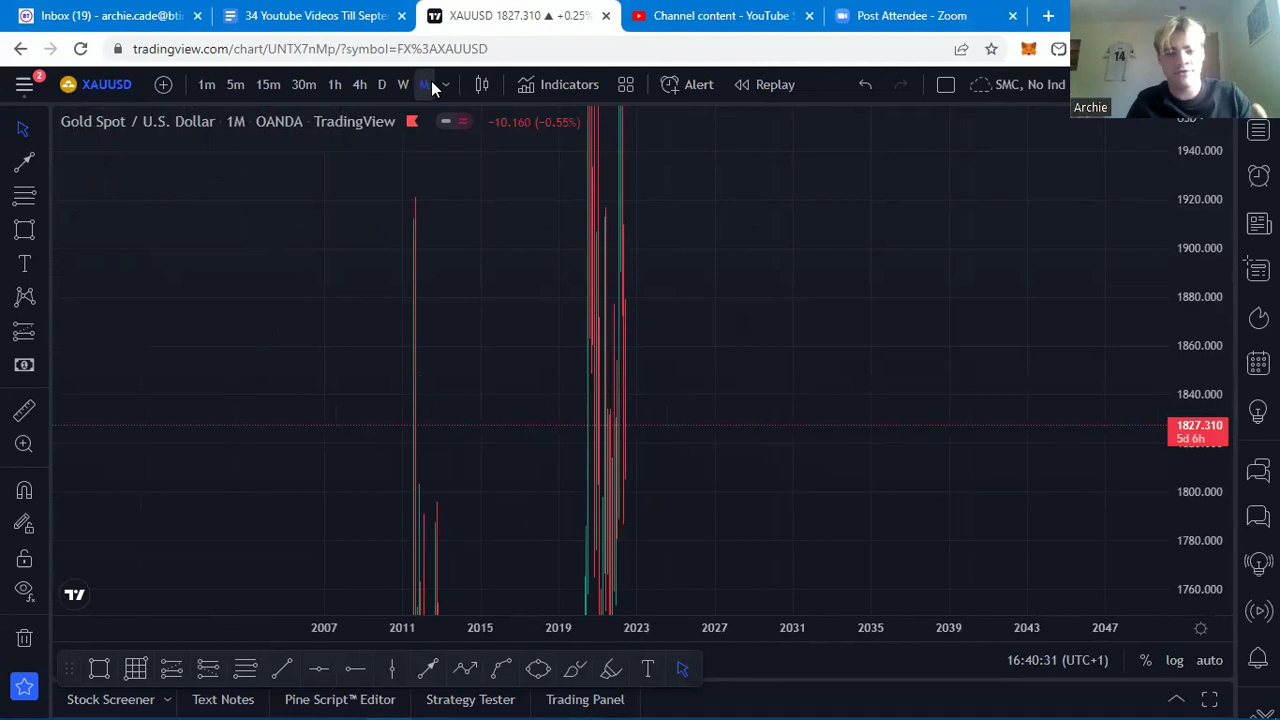 Inbox (19) - archie.cade@bti
34 Youtube Videos Till Septe
XAUUSD 1827.310 ▲ +0.25%
Channel content - YouTube S
Post Attendee - Zoom
tradingview.com/chart/UNTX7nMp/?symbol=FX%3AXAUUSD
2
XAUUSD
1m 5m 15m 30m 1h 4h D W M
Indicators
Alert
Replay
SMC, No Ind
14
Archie
Gold Spot / U.S. Dollar · 1M · OANDA · TradingView
−10.160 (−0.55%)
1940.000
1920.000
1900.000
1880.000
1860.000
1840.000
1827.310
5d 6h
1800.000
1780.000
1760.000
2007 2011 2015 2019 2023 2027 2031 2035 2039 2043 2047
16:40:31 (UTC+1) % log auto
Stock Screener Text Notes Pine Script™ Editor Strategy Tester Trading Panel